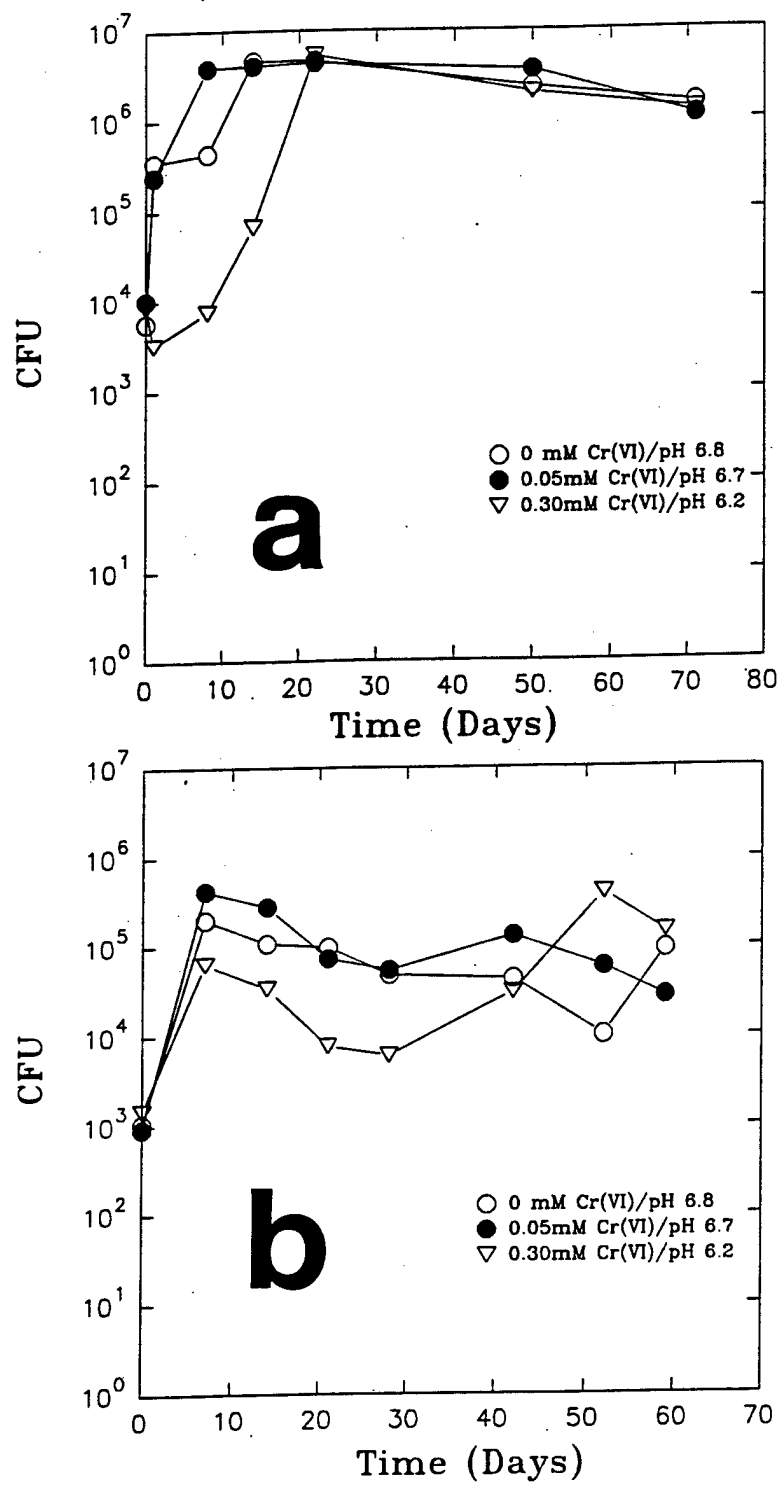 10^7
10^6
10^5
10^4
10^3
10^2
10^1
10^0
CFU
0 mM Cr(VI)/pH 6.8
0.05mM Cr(VI)/pH 6.7
0.30mM Cr(VI)/pH 6.2
a
0 10 20 30 40 50 60 70 80
Time (Days)
10^7
10^6
10^5
10^4
10^3
10^2
10^1
10^0
CFU
0 mM Cr(VI)/pH 6.8
0.05mM Cr(VI)/pH 6.7
0.30mM Cr(VI)/pH 6.2
b
0 10 20 30 40 50 60 70
Time (Days)